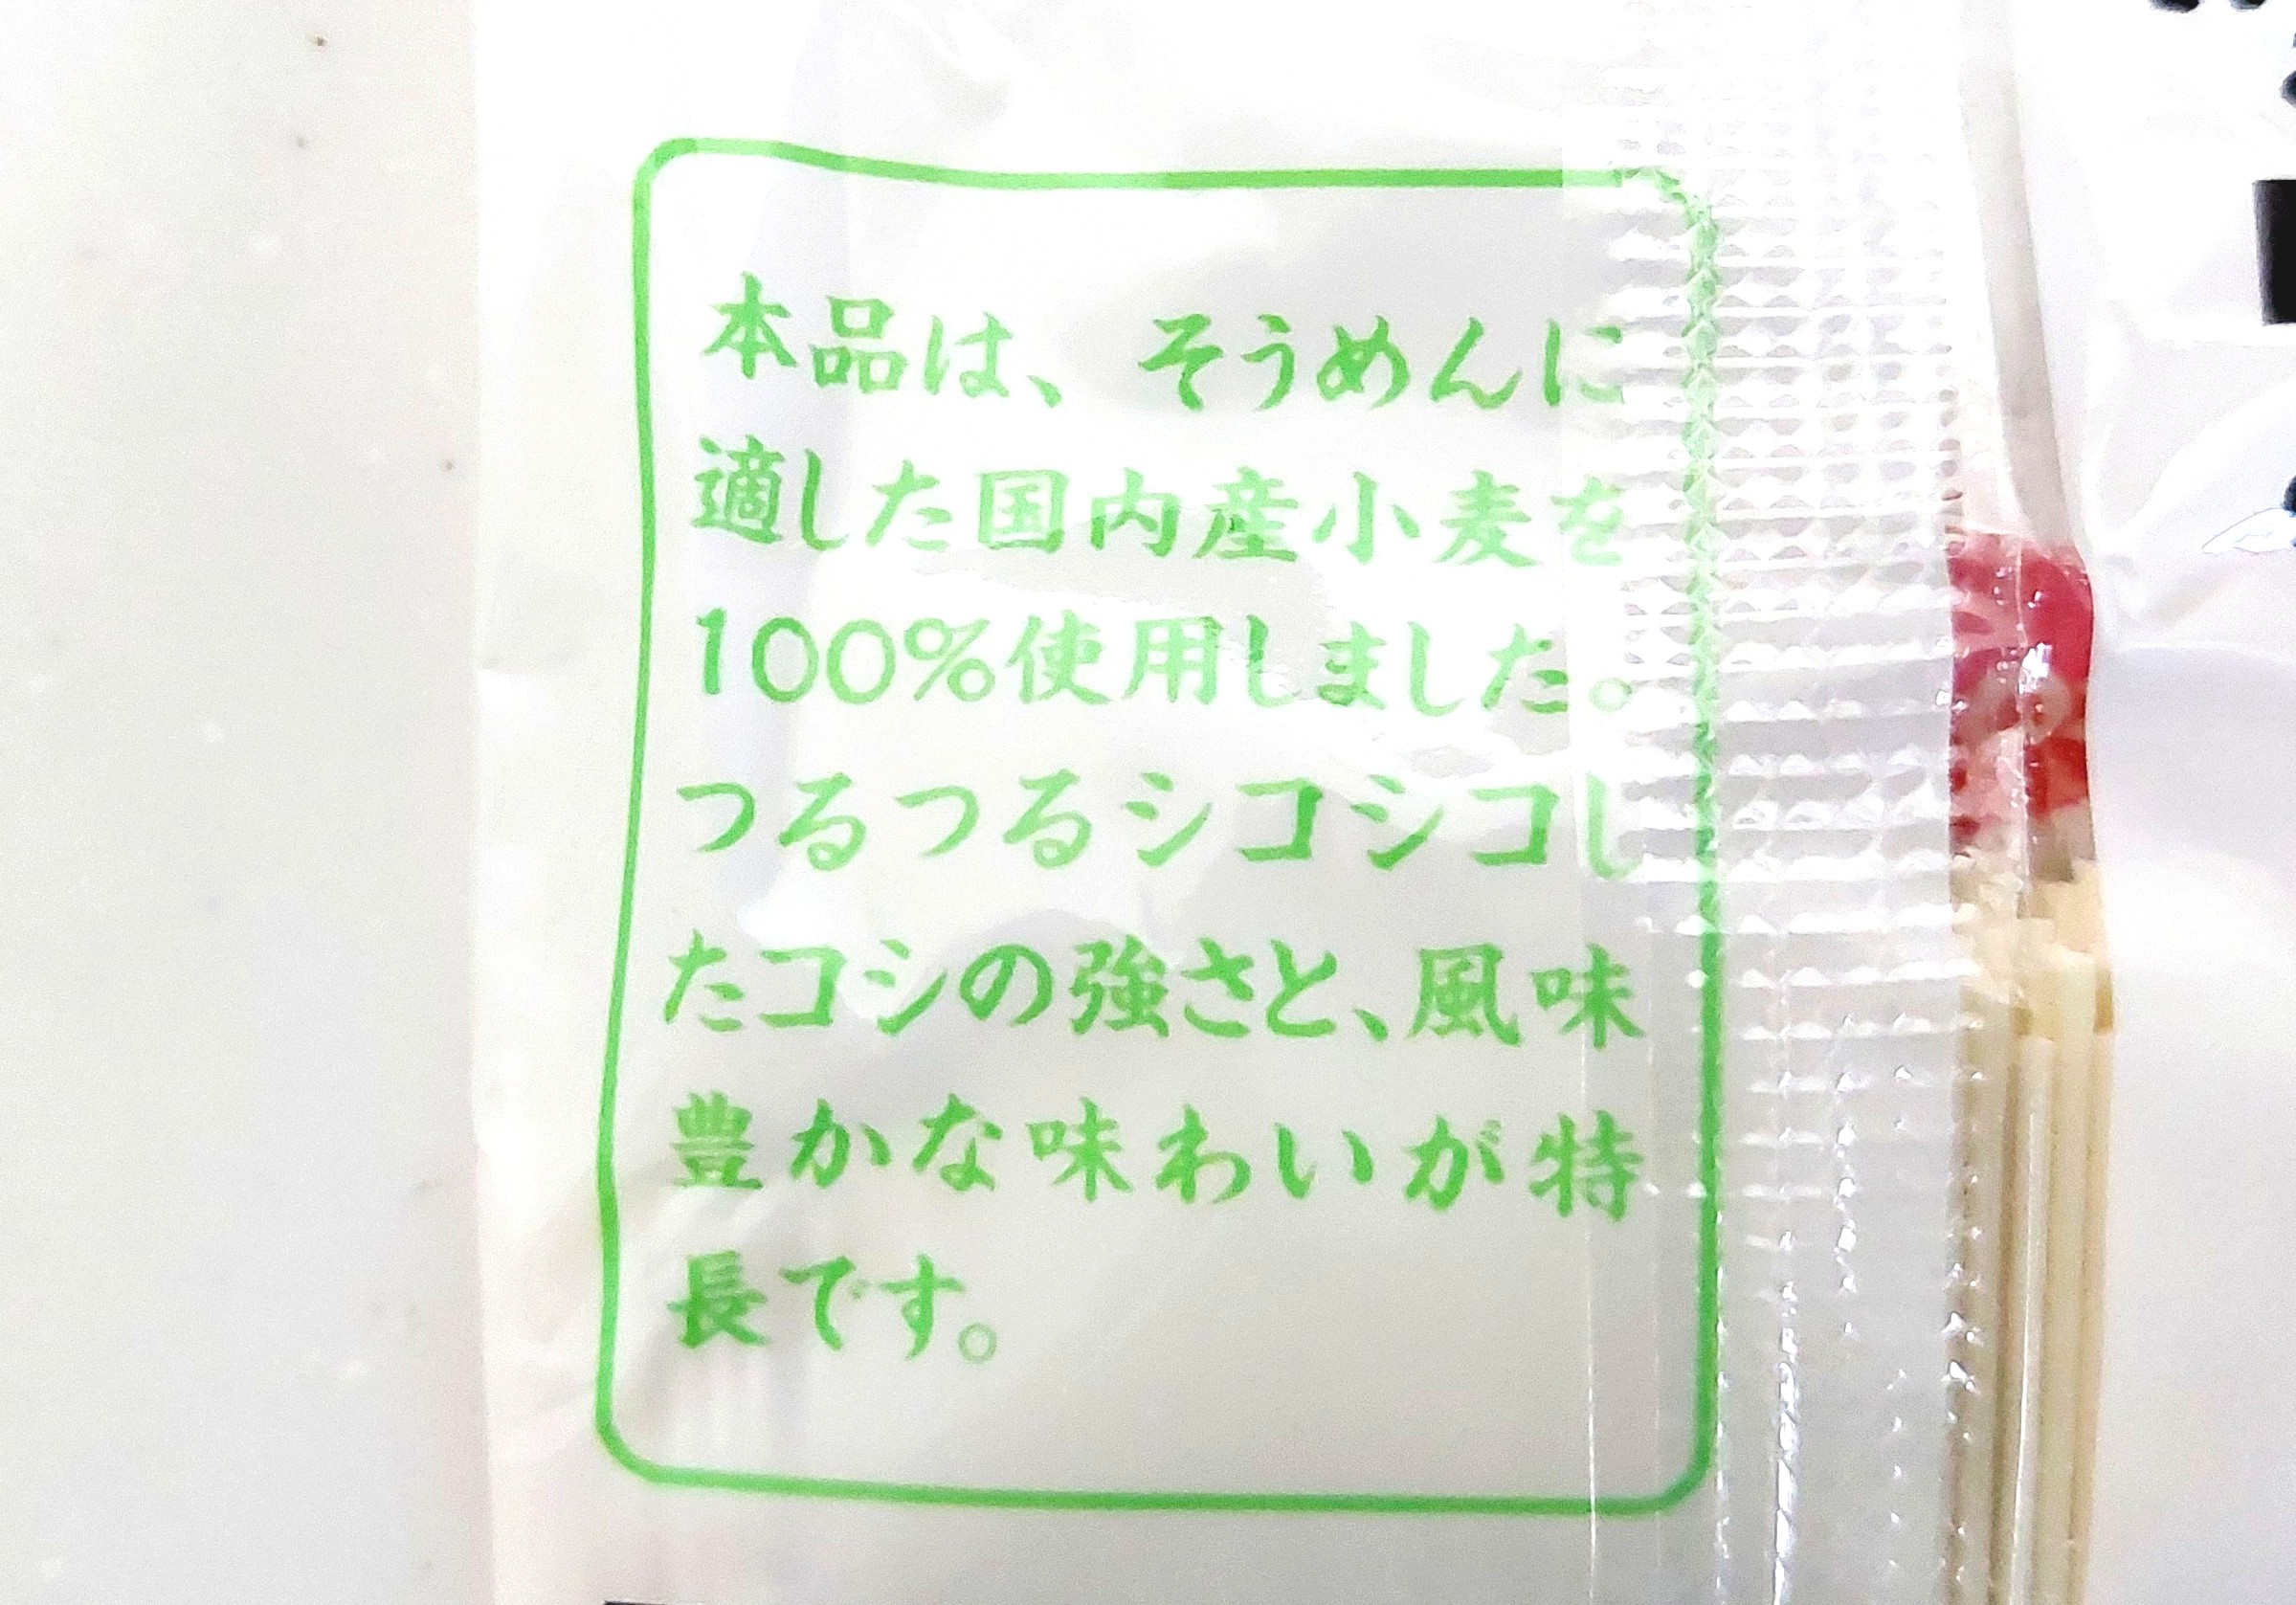 本品は、そうめんに
適した国内産小麦を
100%使用しました。
つるつるシコシコし
たコシの強さと、風味
豊かな味わいが特
長です。